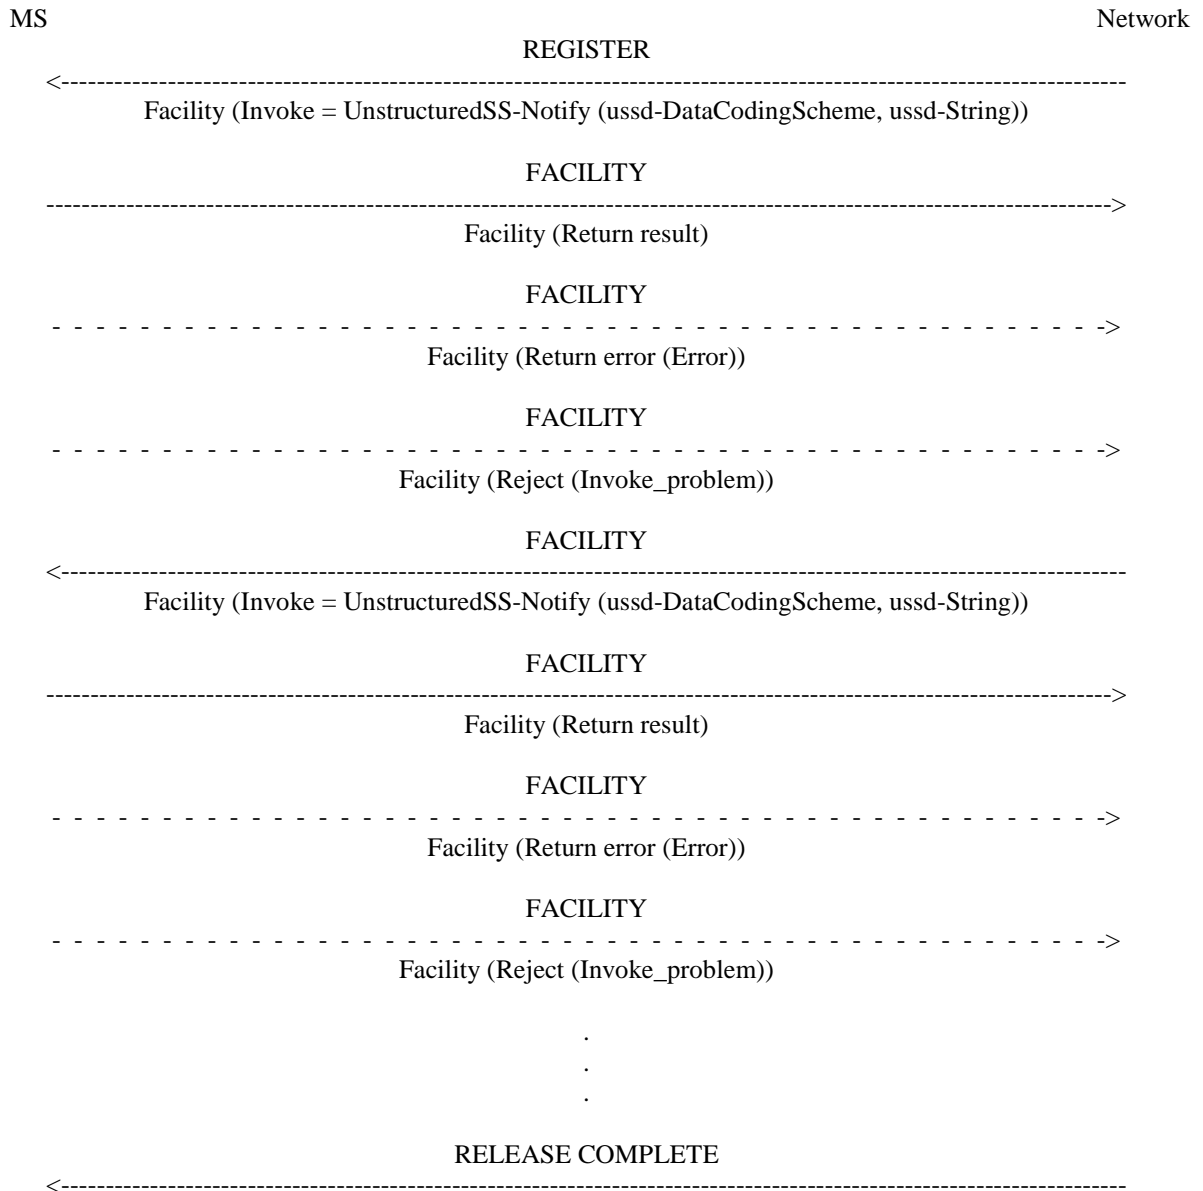 MS Network
REGISTER
<------------------------------------------------------------------------------------------------------------------------
Facility (Invoke = UnstructuredSS-Notify (ussd-DataCodingScheme, ussd-String))
FACILITY
------------------------------------------------------------------------------------------------------------------------>
Facility (Return result)
FACILITY
- - - - - - - - - - - - - - - - - - - - - - - - - - - - - - - - - - - - - - - - - - - - - - - ->
Facility (Return error (Error))
FACILITY
- - - - - - - - - - - - - - - - - - - - - - - - - - - - - - - - - - - - - - - - - - - - - - - ->
Facility (Reject (Invoke_problem))
FACILITY
<------------------------------------------------------------------------------------------------------------------------
Facility (Invoke = UnstructuredSS-Notify (ussd-DataCodingScheme, ussd-String))
FACILITY
------------------------------------------------------------------------------------------------------------------------>
Facility (Return result)
FACILITY
- - - - - - - - - - - - - - - - - - - - - - - - - - - - - - - - - - - - - - - - - - - - - - - ->
Facility (Return error (Error))
FACILITY
- - - - - - - - - - - - - - - - - - - - - - - - - - - - - - - - - - - - - - - - - - - - - - - ->
Facility (Reject (Invoke_problem))
.
.
.
RELEASE COMPLETE
<------------------------------------------------------------------------------------------------------------------------